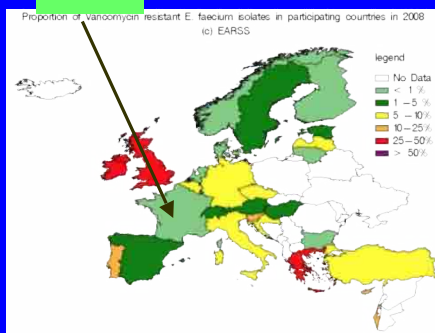 Proportion of Vancomycin resistant E. faecium isolates in participating countries in 2008
(c) EARSS
legend
No Data
< 1 %
1 – 5 %
5 – 10%
10 – 25%
25 – 50%
> 50%